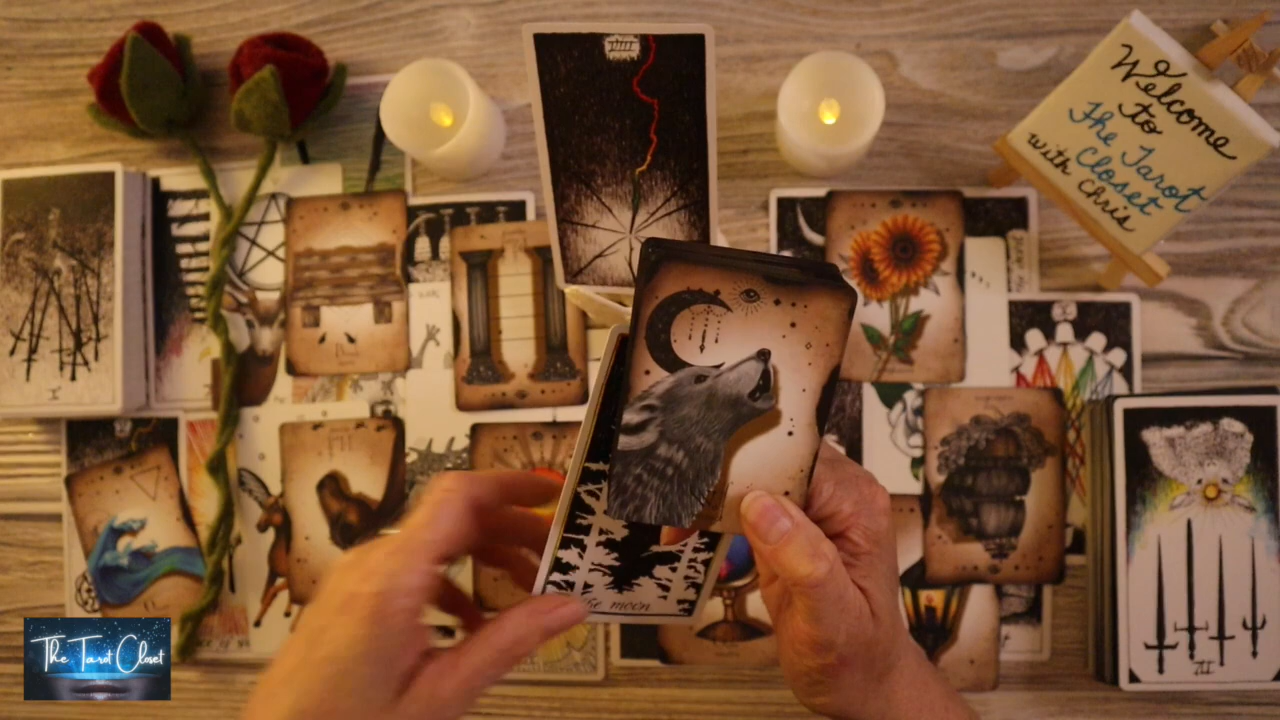 Welcome
to
The Tarot
Closet
with Chris
the moon
The Tarot Closet